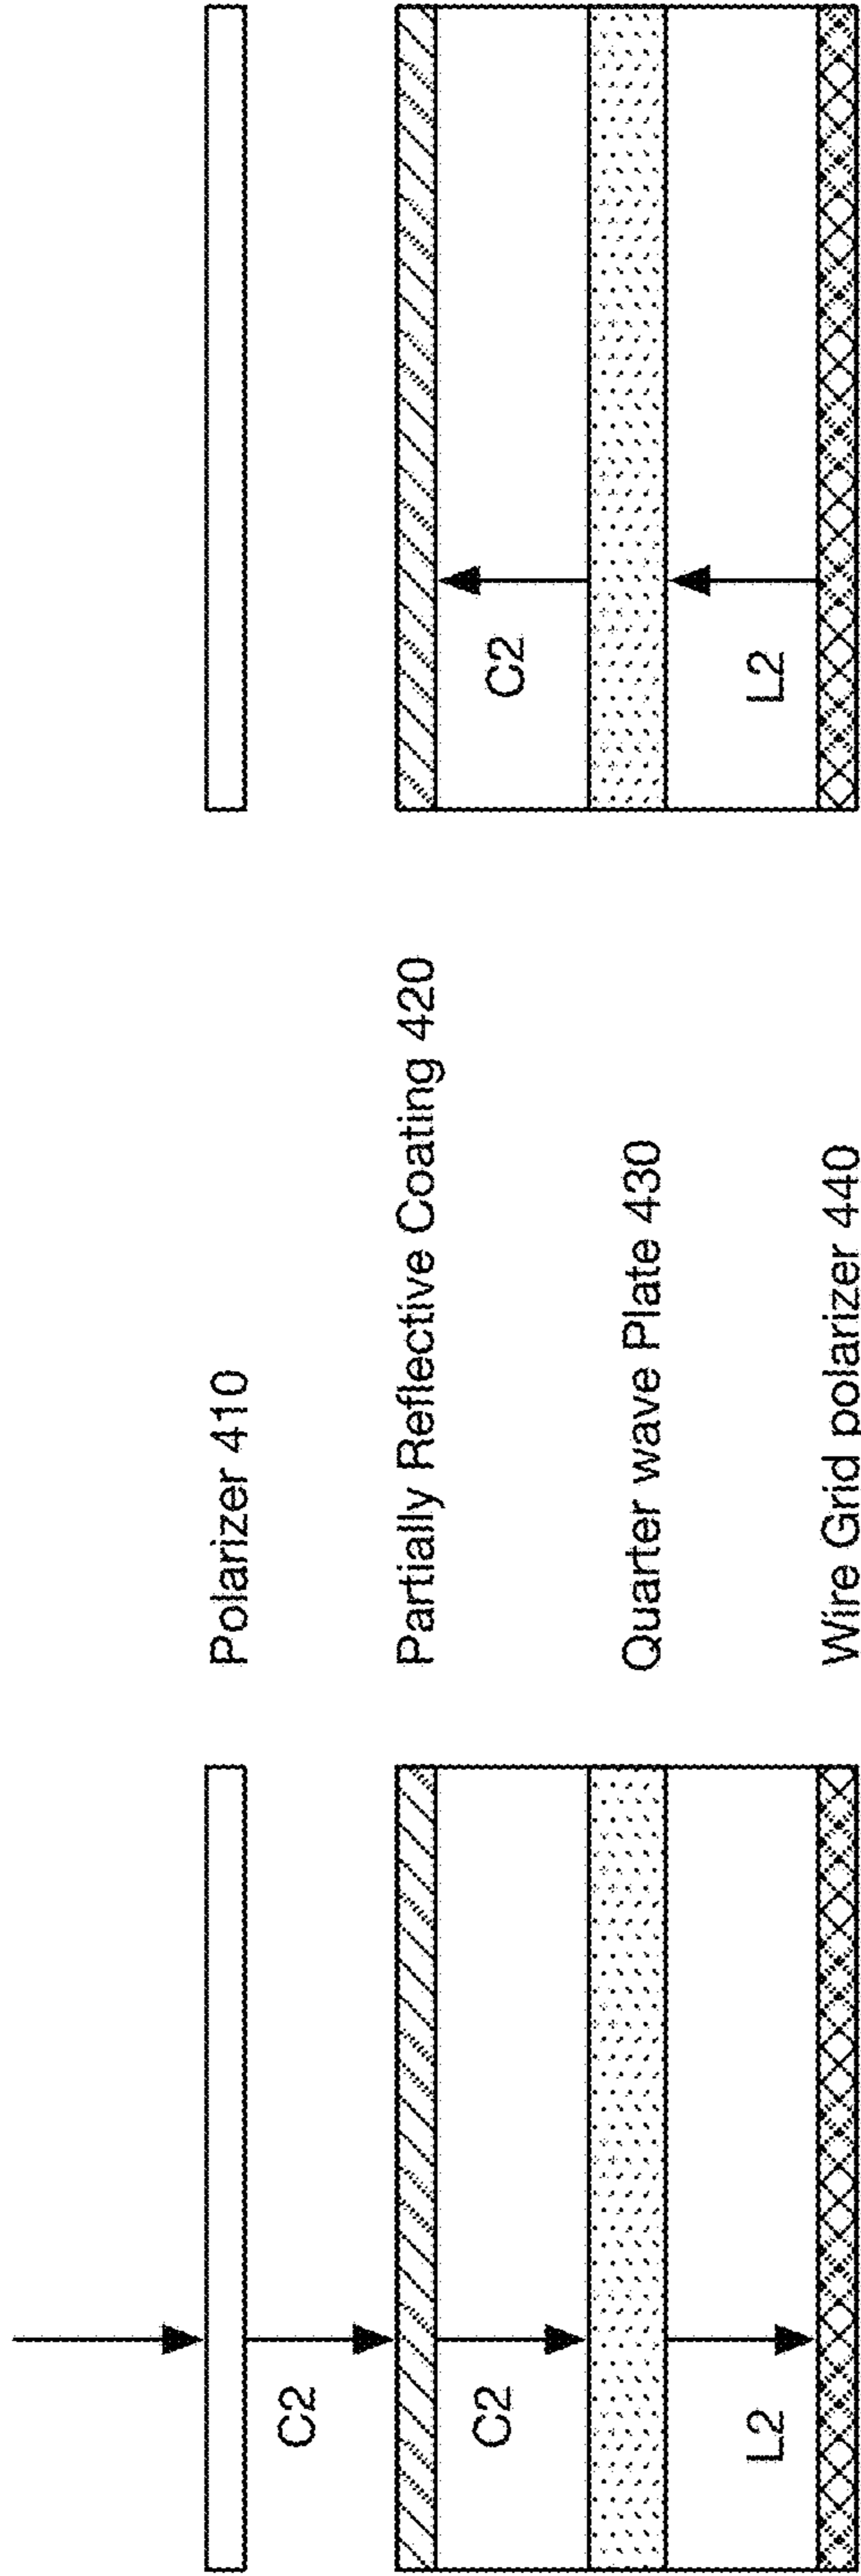 C2
C2
L2
Polarizer 410
Partially Reflective Coating 420
Quarter wave Plate 430
Wire Grid polarizer 440
C2
L2